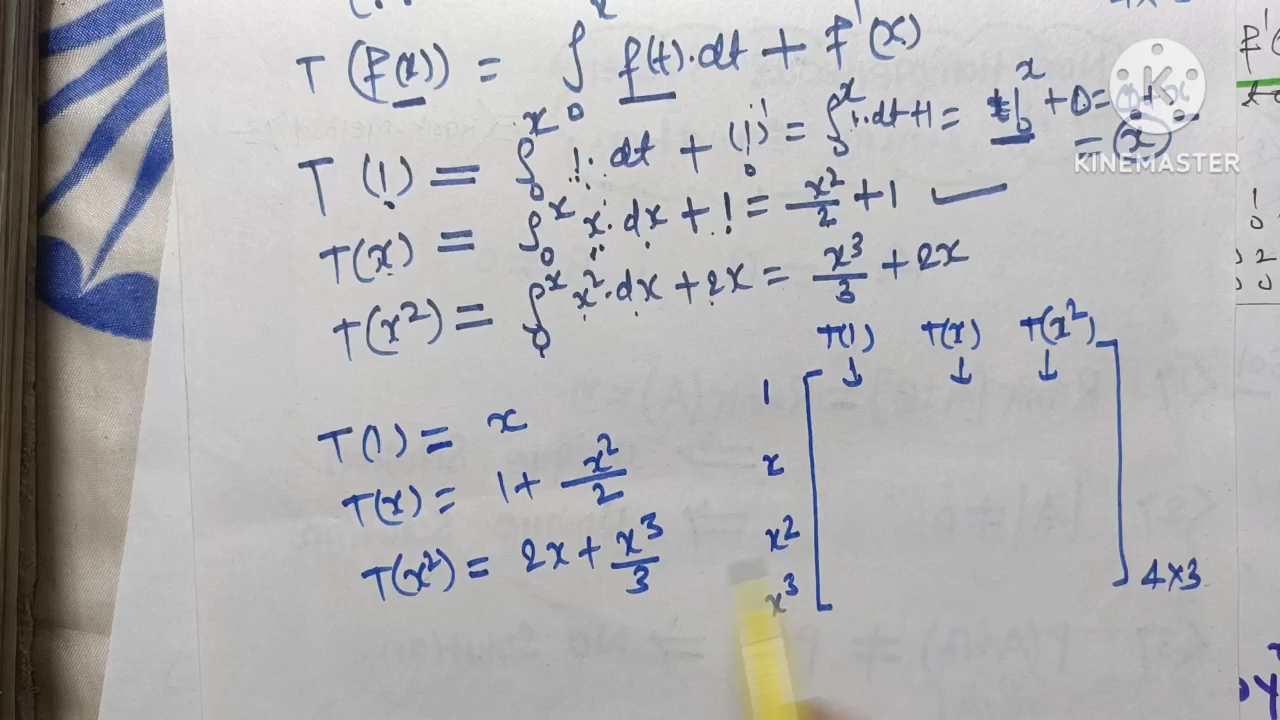 T (f(x)) = ∫₀ˣ f(t)·dt + f'(x)
T (1) = ∫₀ˣ 1· dt + (1)' = ∫₀ˣ 1·dt+1 = t|₀ˣ + 0 =
= (x)
KINEMASTER
T(x) = ∫₀ˣ x· dx + 1 = x²/2 + 1
T(x²) = ∫₀ˣ x²·dx + 2x = x³/3 + 2x
T(1) T(x) T(x²)
1
T(1) = x
x
T(x) = 1 + x²/2
x²
T(x²) = 2x + x³/3
x³
4×3